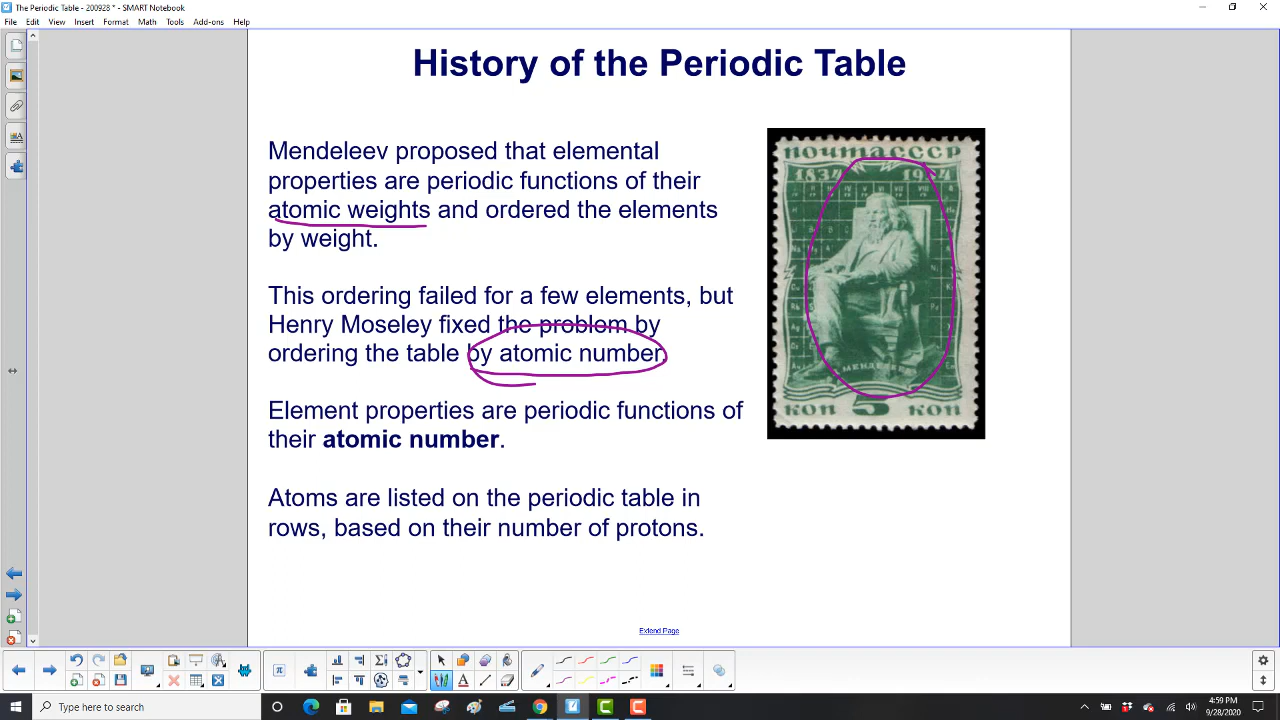 The Periodic Table - 200928 * - SMART Notebook
File Edit View Insert Format Math Tools Add-ons Help
History of the Periodic Table
Mendeleev proposed that elemental
properties are periodic functions of their
atomic weights and ordered the elements
by weight.
This ordering failed for a few elements, but
Henry Moseley fixed the problem by
ordering the table by atomic number.
Element properties are periodic functions of
their atomic number.
Atoms are listed on the periodic table in
rows, based on their number of protons.
ПОЧТА СССР
1834 1934
МЕНДЕЛЕЕВ
КОП 5 КОП
Extend Page
Type here to search
4:59 PM
9/28/2020